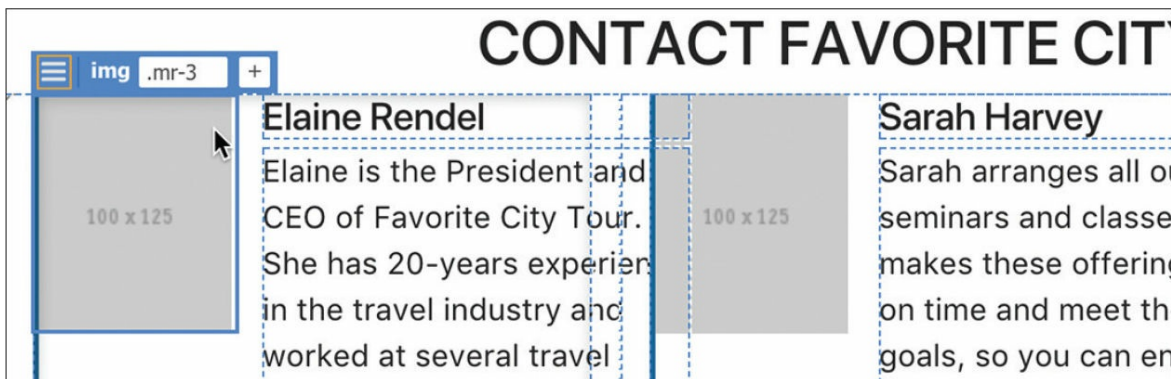 CONTACT FAVORITE CIT
img .mr-3 +
Elaine Rendel
Elaine is the President and
CEO of Favorite City Tour.
She has 20-years experien
in the travel industry and
worked at several travel
100 x 125
Sarah Harvey
Sarah arranges all ou
seminars and classe
makes these offering
on time and meet th
goals, so you can en
100 x 125